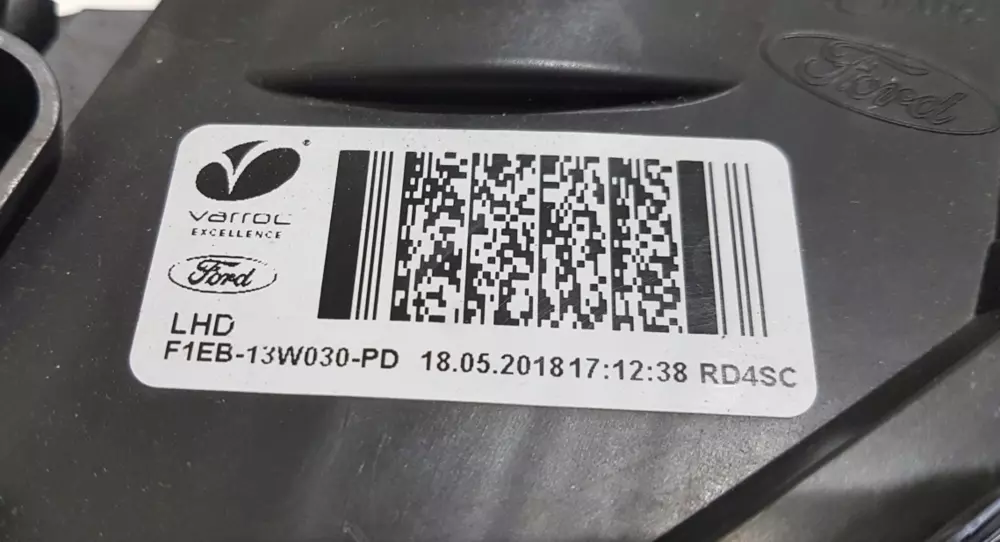 Ford
®
varroc
EXCELLENCE
Ford
LHD
F1EB-13W030-PD 18.05.2018 17:12:38 RD4SC